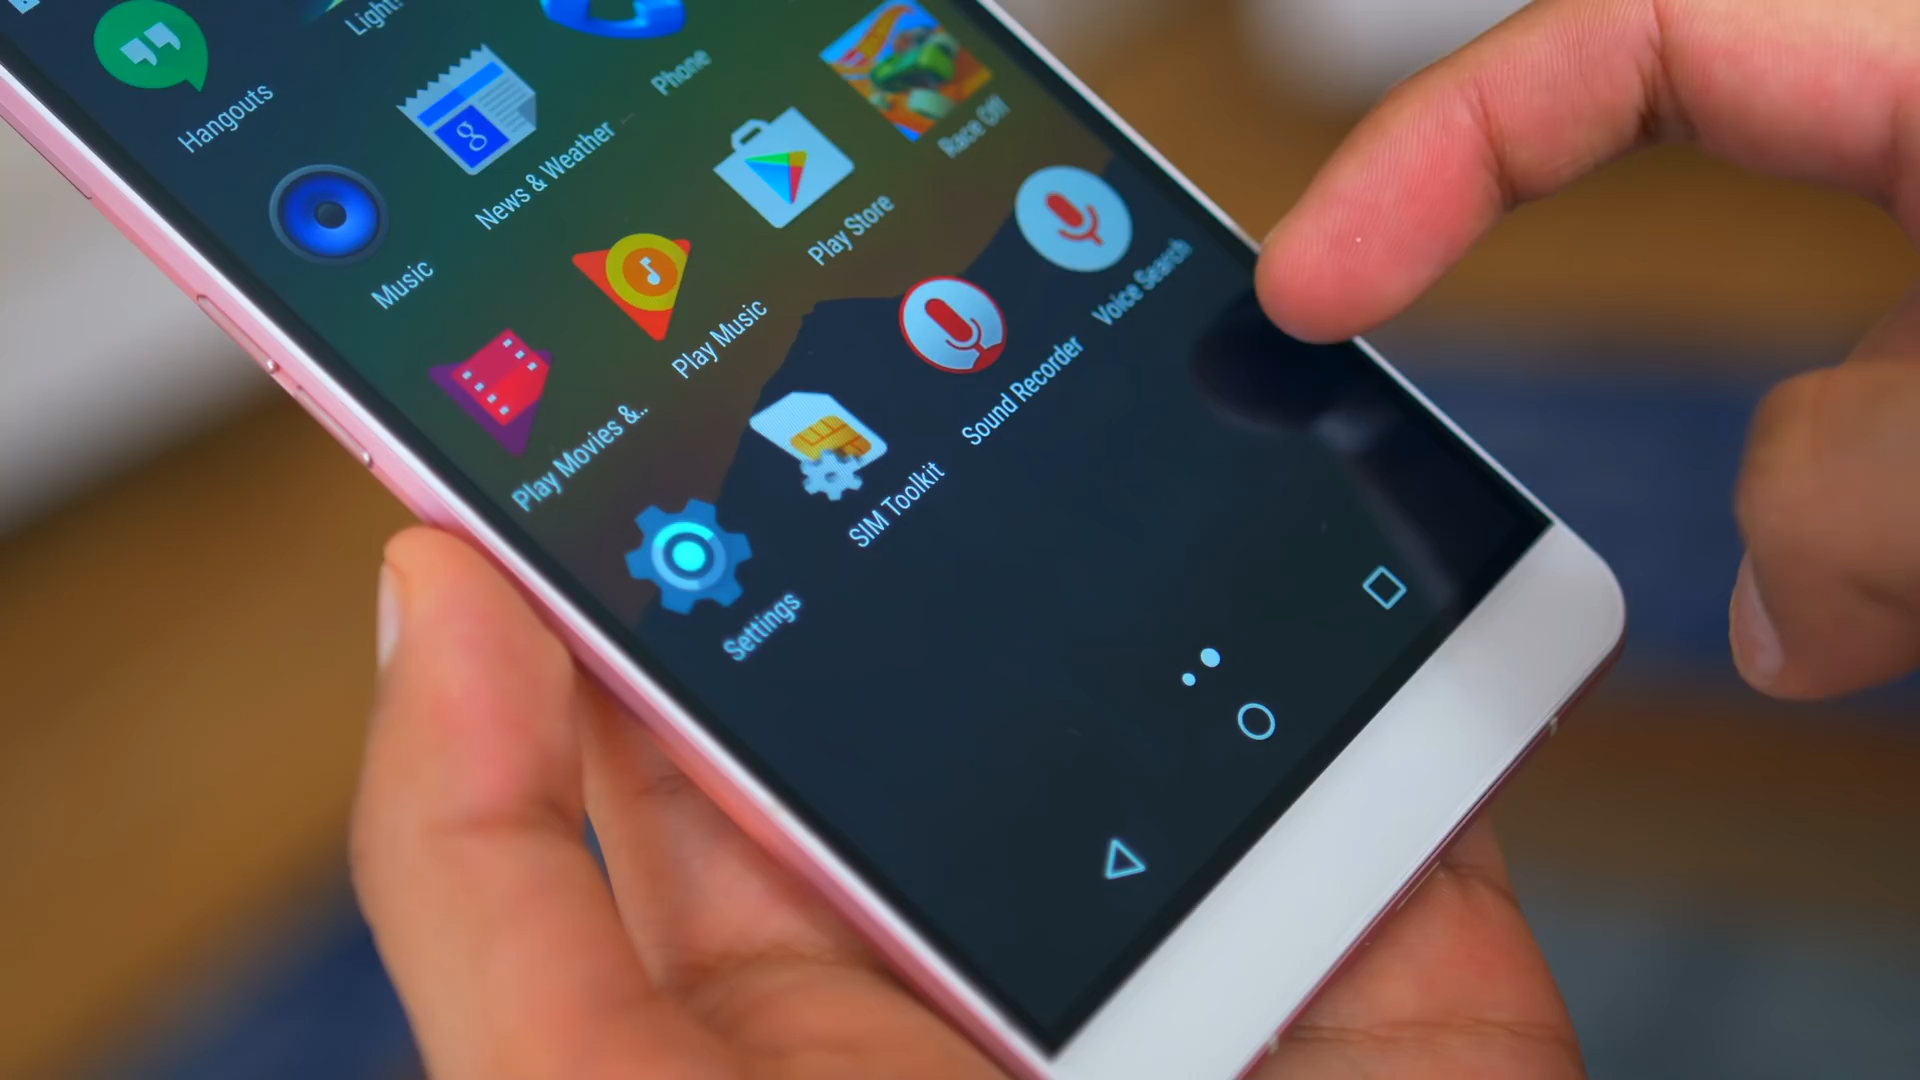 Hangouts
Light!
Music
News & Weather
Phone
Play Movies &..
Play Music
Play Store
Race Off
Settings
SIM Toolkit
Sound Recorder
Voice Search
g